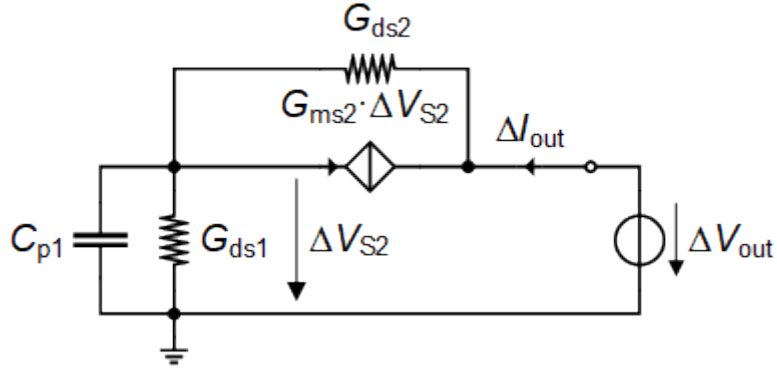 Gds2
Gms2·ΔVS2
ΔIout
Cp1
Gds1
ΔVS2
ΔVout